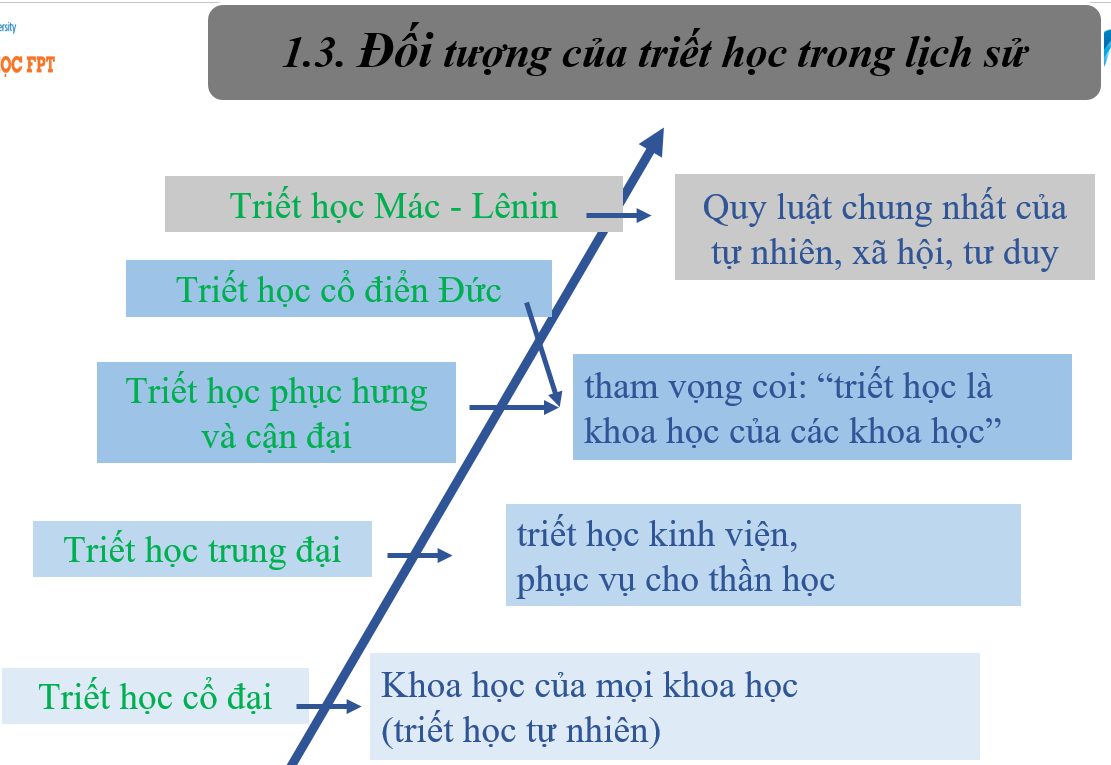 ersity
ỌC FPT
1.3. Đối tượng của triết học trong lịch sử
Triết học Mác - Lênin
Quy luật chung nhất của
tự nhiên, xã hội, tư duy
Triết học cổ điển Đức
Triết học phục hưng
và cận đại
tham vọng coi: “triết học là
khoa học của các khoa học”
Triết học trung đại
triết học kinh viện,
phục vụ cho thần học
Triết học cổ đại
Khoa học của mọi khoa học
(triết học tự nhiên)